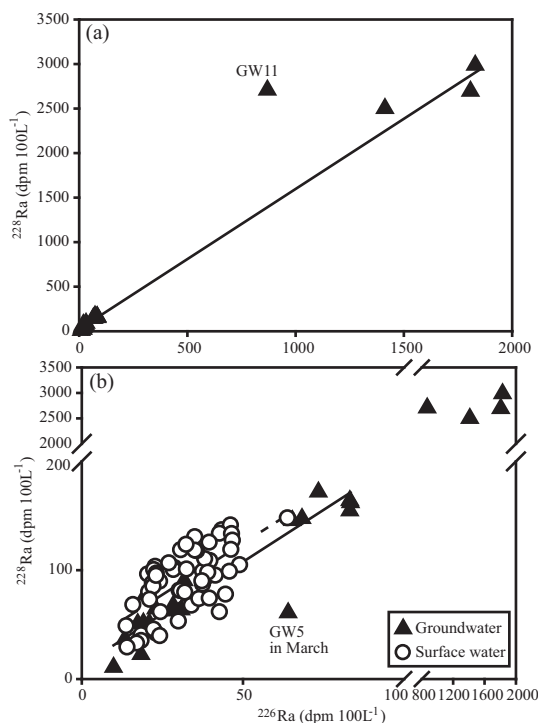 (a)
3500
3000
2500
2000
1500
1000
500
0
²²⁸Ra (dpm 100L⁻¹)
GW11
0 500 1000 1500 2000
(b)
3500
3000
2500
2000
200
100
0
²²⁸Ra (dpm 100L⁻¹)
GW5
in March
Groundwater
Surface water
0 50 100 800 1200 1600 2000
²²⁶Ra (dpm 100L⁻¹)